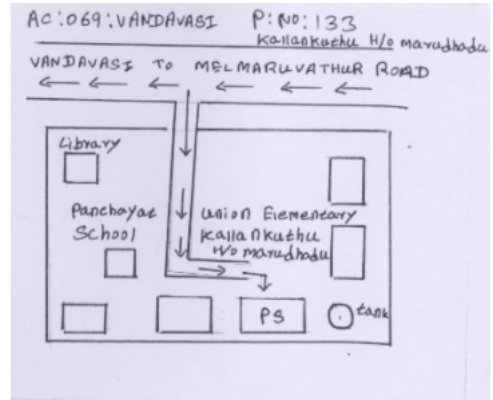 AC:069:VANDAVASI P:NO:133
Kallankuthu H/o marudhadu
VANDAVASI TO MELMARUVATHUR ROAD
Library
Panchayat
School
Union Elementary
Kallankuthu
H/o marudhadu
PS
tank